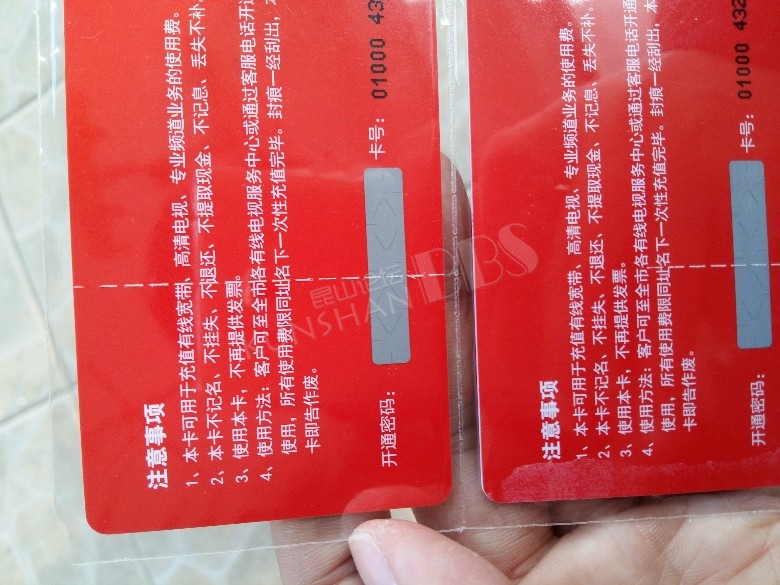 注意事项
1、本卡可用于充值有线宽带、高清电视、专业频道业务的使用费。
2、本卡不记名、不挂失、不退还、不提取现金、不记息、丢失不补。
3、使用本卡，不再提供发票。
4、使用方法：客户可至全市各有线电视服务中心或通过客服电话开通
使用，所有使用费限同址名下一次性充值完毕。封痕一经刮出，本
卡即告作废。
开通密码：
卡号：01000 43
注意事项
1、本卡可用于充值有线宽带、高清电视、专业频道业务的使用费。
2、本卡不记名、不挂失、不退还、不提取现金、不记息、丢失不补。
3、使用本卡，不再提供发票。
4、使用方法：客户可至全市各有线电视服务中心或通过客服电话开通
使用，所有使用费限同址名下一次性充值完毕。封痕一经刮出，本
卡即告作废。
开通密码：
卡号：01000 432
昆山论坛
KUNSHAN BBS